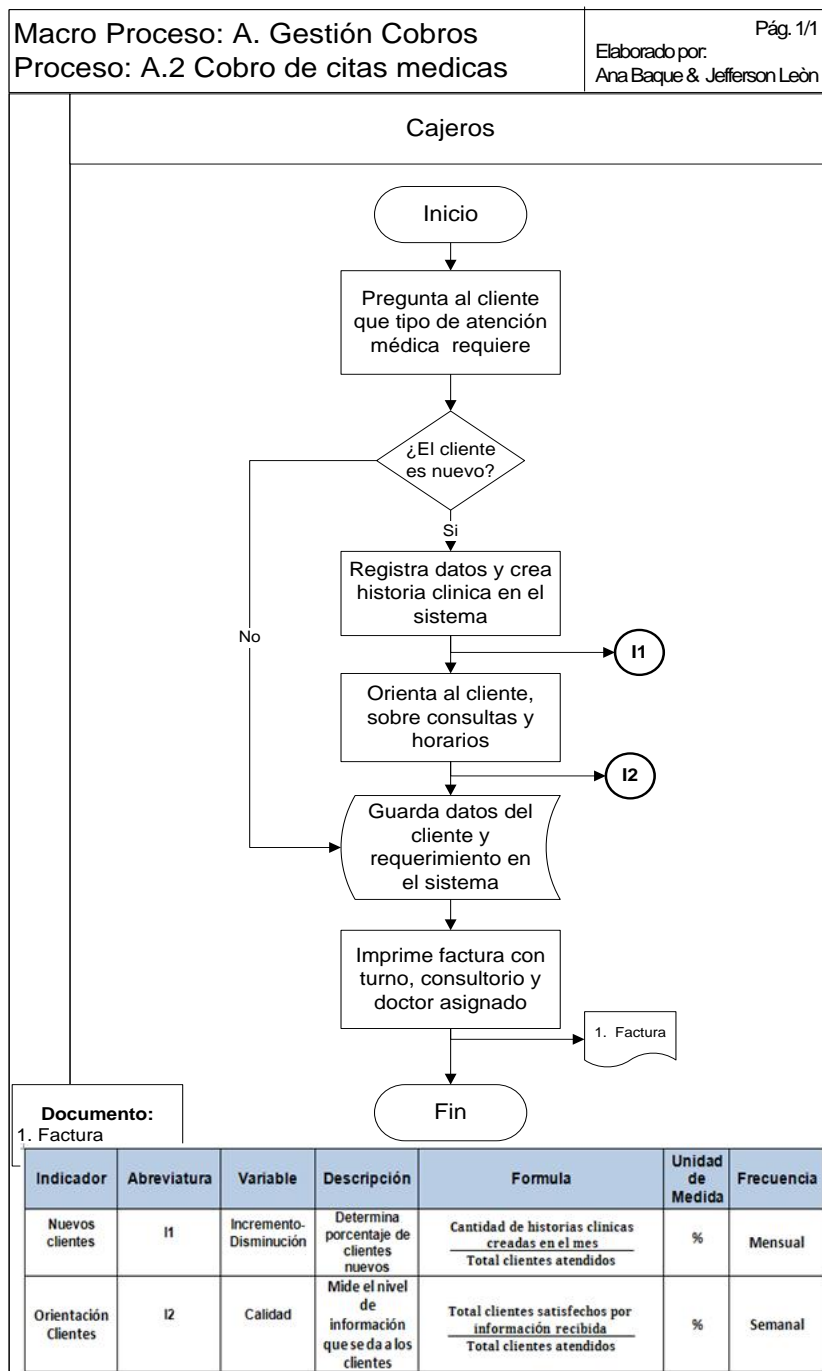 Macro Proceso: A. Gestión Cobros
Proceso: A.2 Cobro de citas medicas
Pág. 1/1
Elaborado por:
Ana Baque & Jefferson Leòn
Cajeros
Inicio
Pregunta al cliente
que tipo de atención
médica requiere
¿El cliente
es nuevo?
Si
No
Registra datos y crea
historia clinica en el
sistema
I1
Orienta al cliente,
sobre consultas y
horarios
I2
Guarda datos del
cliente y
requerimiento en
el sistema
Imprime factura con
turno, consultorio y
doctor asignado
1. Factura
Fin
Documento:
1. Factura
Indicador
Abreviatura
Variable
Descripción
Formula
Unidad
de
Medida
Frecuencia
Nuevos
clientes
I1
Incremento-
Disminución
Determina
porcentaje de
clientes
nuevos
Cantidad de historias clinicas
creadas en el mes
Total clientes atendidos
%
Mensual
Orientación
Clientes
I2
Calidad
Mide el nivel
de
información
que se da a los
clientes
Total clientes satisfechos por
información recibida
Total clientes atendidos
%
Semanal